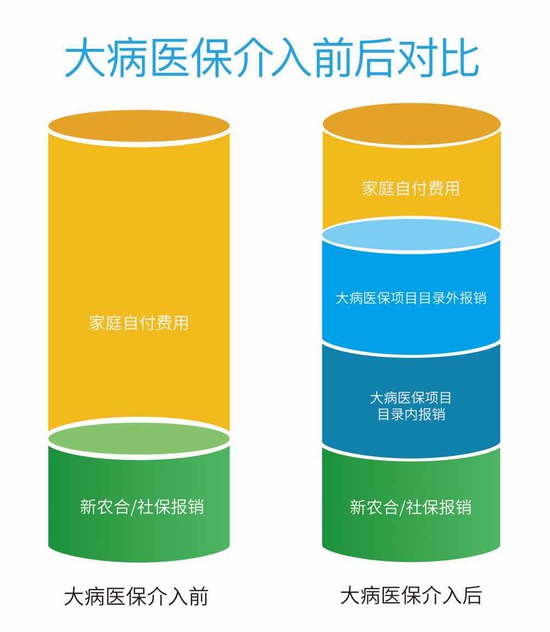 大病医保介入前后对比
家庭自付费用
新农合/社保报销
大病医保介入前
家庭自付费用
大病医保项目目录外报销
大病医保项目
目录内报销
新农合/社保报销
大病医保介入后